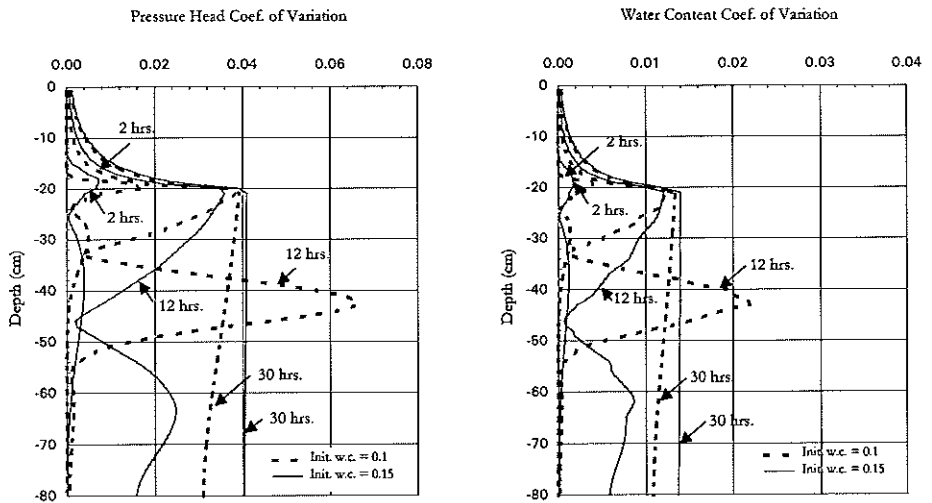 Pressure Head Coef. of Variation
0.00 0.02 0.04 0.06 0.08
Depth (cm)
0
-10
-20
-30
-40
-50
-60
-70
-80
2 hrs.
2 hrs.
12 hrs.
12 hrs.
30 hrs.
30 hrs.
Init. w.c. = 0.1
Init. w.c. = 0.15
Water Content Coef. of Variation
0.00 0.01 0.02 0.03 0.04
Depth (cm)
0
-10
-20
-30
-40
-50
-60
-70
-80
2 hrs.
2 hrs.
12 hrs.
12 hrs.
30 hrs.
30 hrs.
Init. w.c. = 0.1
Init. w.c. = 0.15